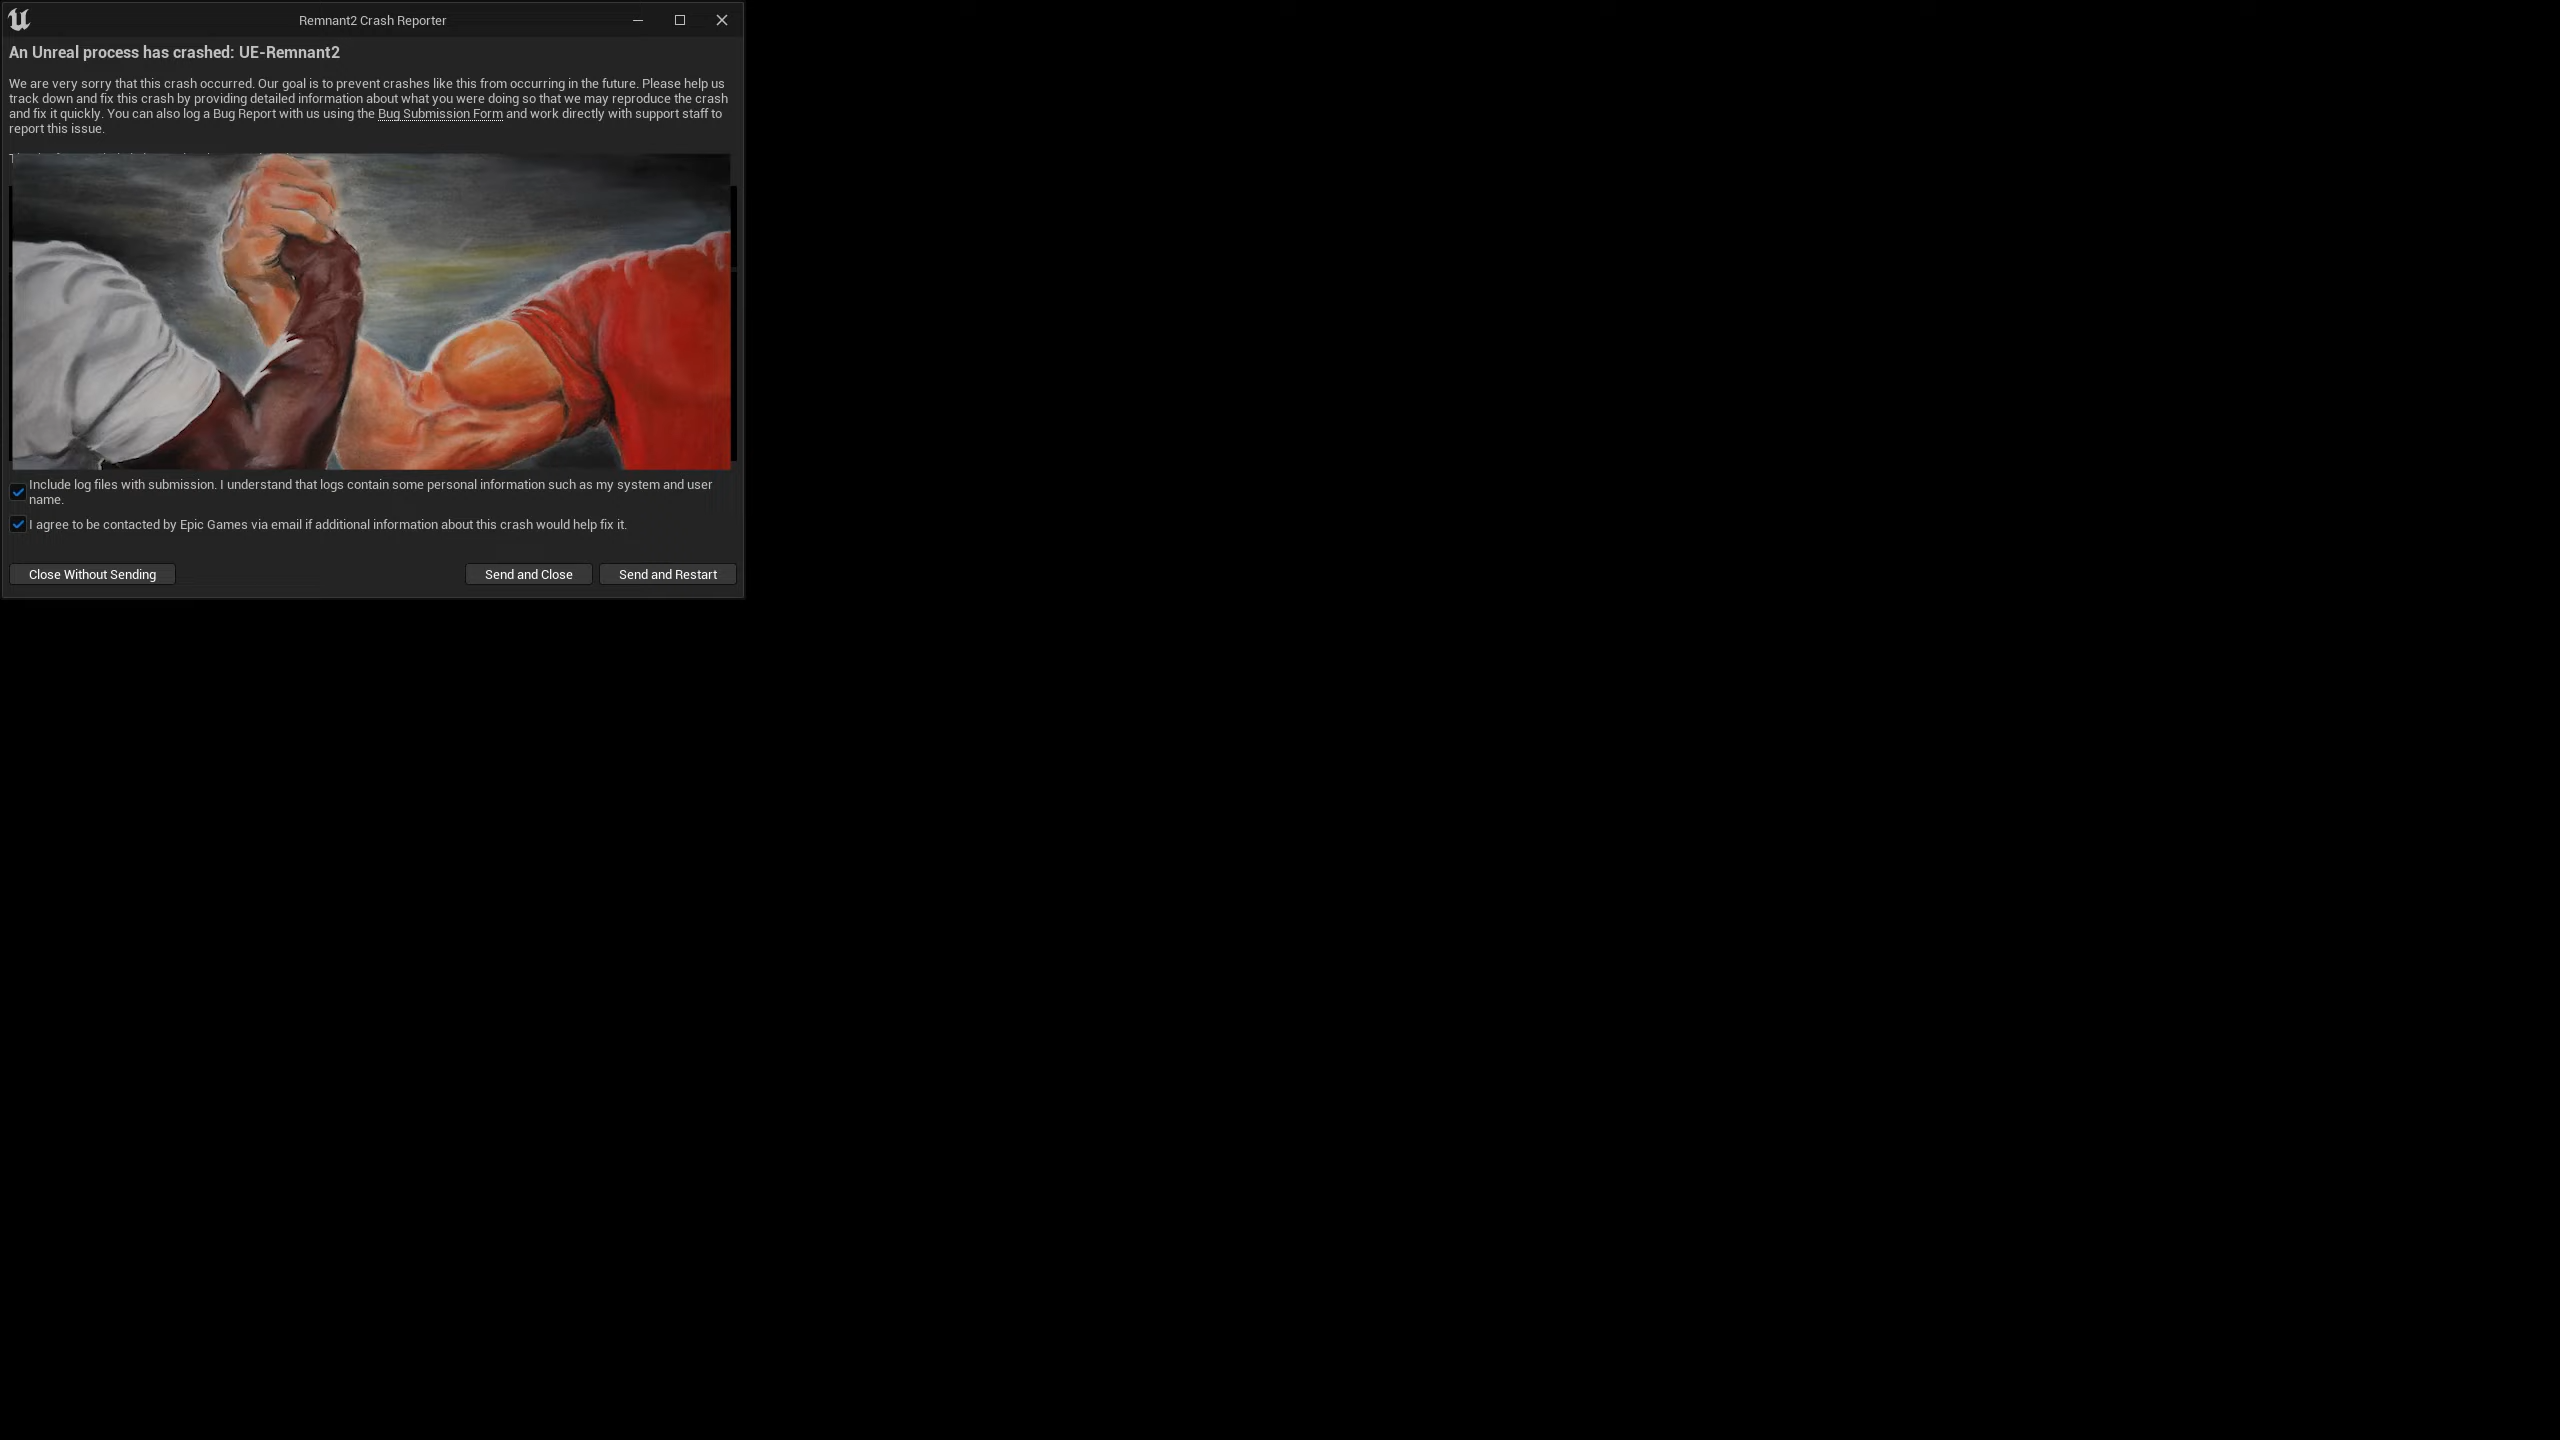 Remnant2 Crash Reporter
An Unreal process has crashed: UE-Remnant2
We are very sorry that this crash occurred. Our goal is to prevent crashes like this from occurring in the future. Please help us
track down and fix this crash by providing detailed information about what you were doing so that we may reproduce the crash
and fix it quickly. You can also log a Bug Report with us using the Bug Submission Form and work directly with support staff to
report this issue.
Include log files with submission. I understand that logs contain some personal information such as my system and user
name.
I agree to be contacted by Epic Games via email if additional information about this crash would help fix it.
Close Without Sending
Send and Close
Send and Restart